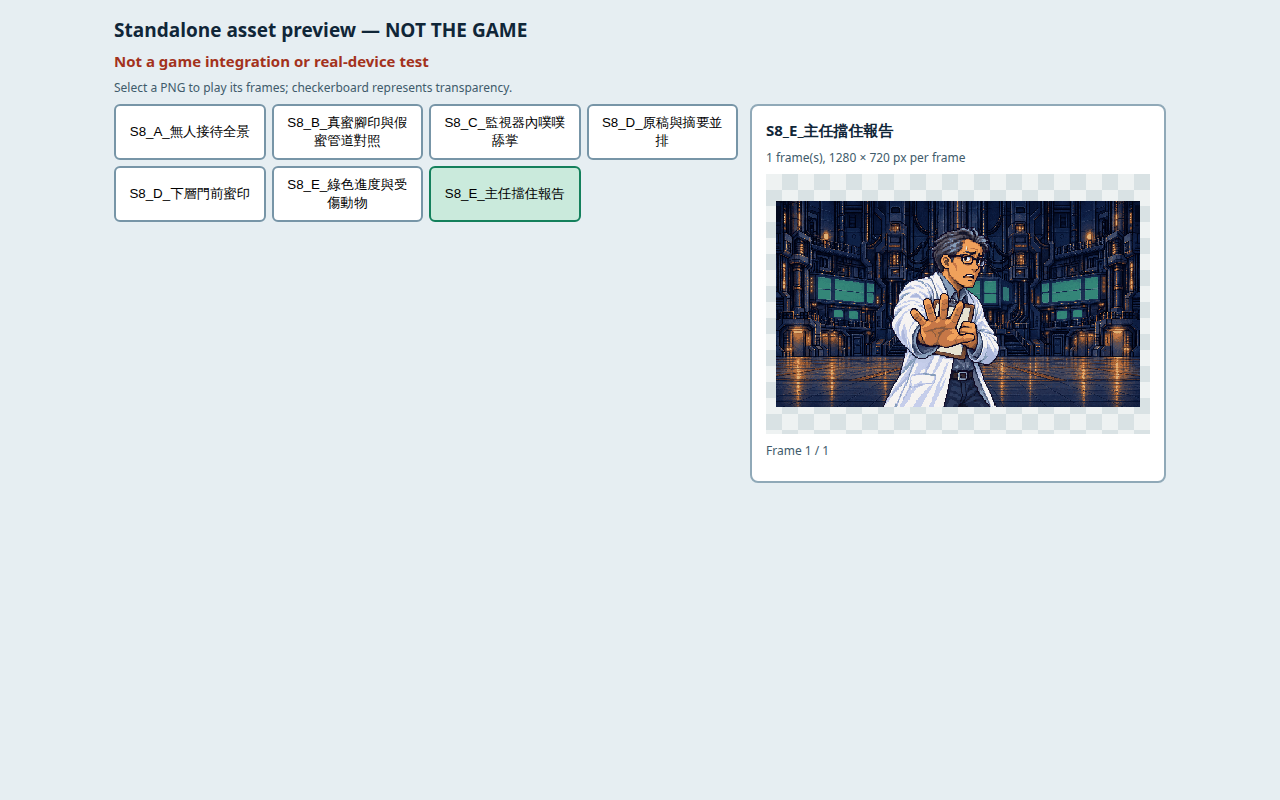 Standalone asset preview — NOT THE GAME
Not a game integration or real-device test
Select a PNG to play its frames; checkerboard represents transparency.
S8_A_無人接待全景
S8_B_真蜜腳印與假
蜜管道對照
S8_C_監視器內噗噗
舔掌
S8_D_原稿與摘要並
排
S8_D_下層門前蜜印
S8_E_綠色進度與受
傷動物
S8_E_主任擋住報告
S8_E_主任擋住報告
1 frame(s), 1280 × 720 px per frame
Frame 1 / 1